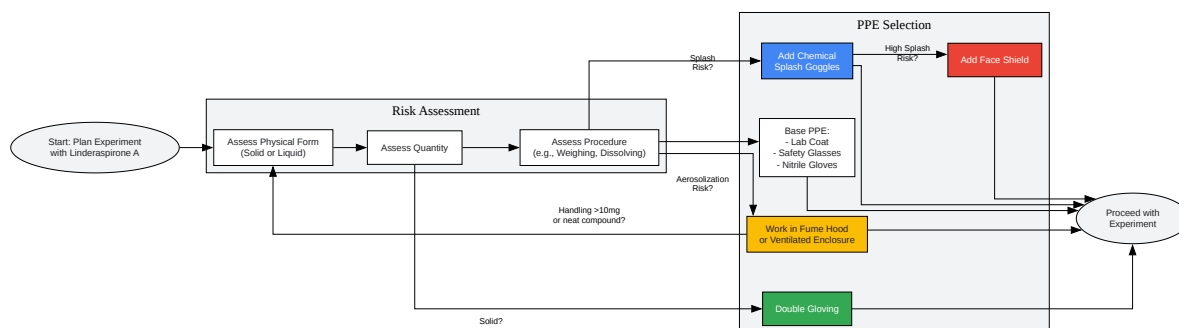 PPE Selection
Splash
Risk?
Add Chemical
Splash Goggles
High Splash
Risk?
Add Face Shield
Risk Assessment
Start: Plan Experiment
with Linderaspirone A
Assess Physical Form
(Solid or Liquid)
Assess Quantity
Assess Procedure
(e.g., Weighing, Dissolving)
Base PPE:
- Lab Coat
- Safety Glasses
- Nitrile Gloves
Aerosolization
Risk?
Handling >10mg
or neat compound?
Work in Fume Hood
or Ventilated Enclosure
Proceed with
Experiment
Double Gloving
Solid?